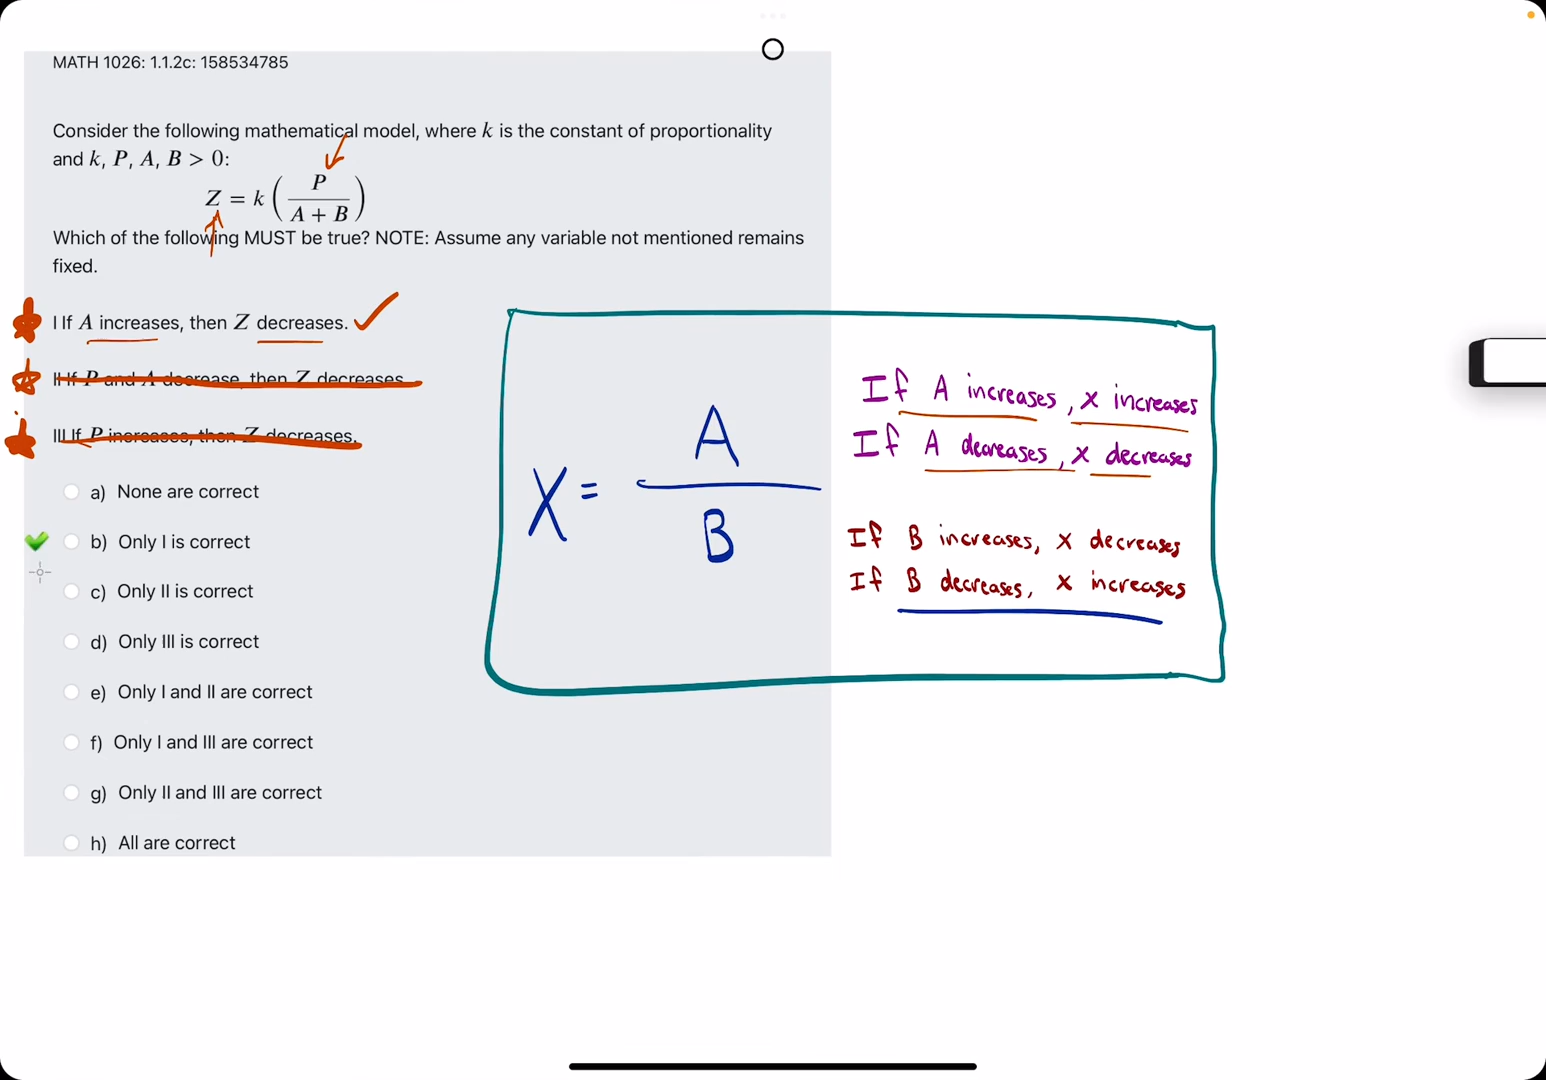 MATH 1026: 1.1.2c: 158534785
Consider the following mathematical model, where k is the constant of proportionality
and k, P, A, B > 0:
Z = k ( P / A + B )
Which of the following MUST be true? NOTE: Assume any variable not mentioned remains
fixed.
I If A increases, then Z decreases.
II If P and A decrease, then Z decreases.
III If P increases, then Z decreases.
a) None are correct
b) Only I is correct
c) Only II is correct
d) Only III is correct
e) Only I and II are correct
f) Only I and III are correct
g) Only II and III are correct
h) All are correct
X = A / B
If A increases, x increases
If A decreases, x decreases
If B increases, x decreases
If B decreases, x increases